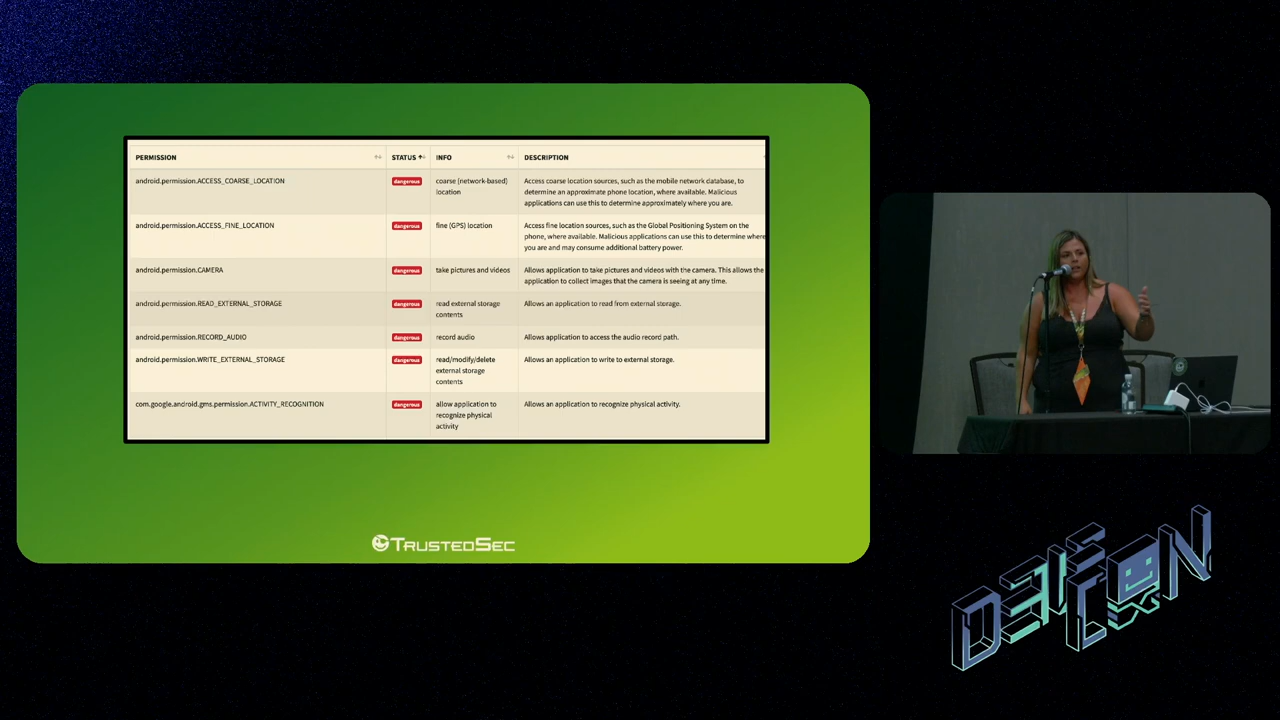 PERMISSION STATUS INFO DESCRIPTION
android.permission.ACCESS_COARSE_LOCATION dangerous coarse (network-based) Access coarse location sources, such as the mobile network database, to
location determine an approximate phone location, where available. Malicious
applications can use this to determine approximately where you are.
android.permission.ACCESS_FINE_LOCATION dangerous fine (GPS) location Access fine location sources, such as the Global Positioning System on the
phone, where available. Malicious applications can use this to determine where
you are and may consume additional battery power.
android.permission.CAMERA dangerous take pictures and videos Allows application to take pictures and videos with the camera. This allows the
application to collect images that the camera is seeing at any time.
android.permission.READ_EXTERNAL_STORAGE dangerous read external storage Allows an application to read from external storage.
contents
android.permission.RECORD_AUDIO dangerous record audio Allows application to access the audio record path.
android.permission.WRITE_EXTERNAL_STORAGE dangerous read/modify/delete Allows an application to write to external storage.
external storage
contents
com.google.android.gms.permission.ACTIVITY_RECOGNITION dangerous allow application to Allows an application to recognize physical activity.
recognize physical
activity
TRUSTEDSEC
DEF CON